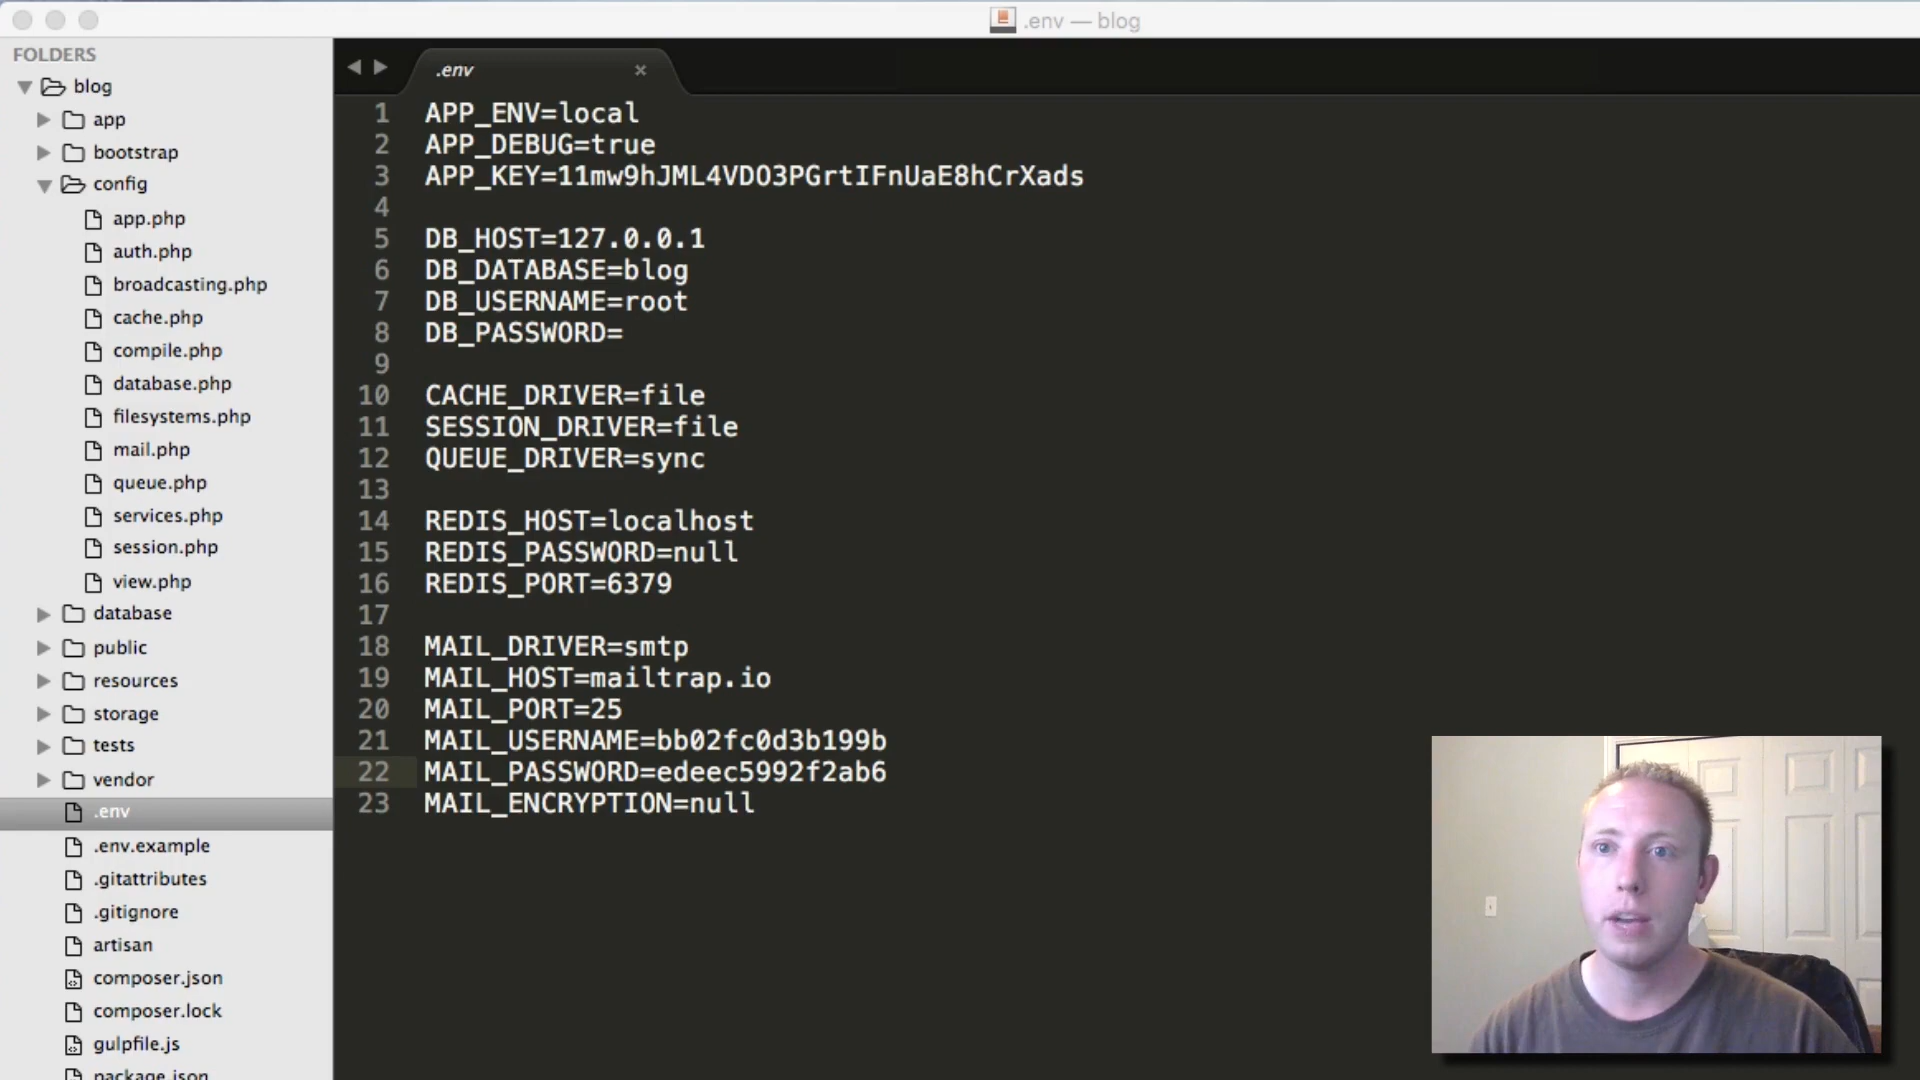 .env — blog
FOLDERS
blog
app
bootstrap
config
app.php
auth.php
broadcasting.php
cache.php
compile.php
database.php
filesystems.php
mail.php
queue.php
services.php
session.php
view.php
database
public
resources
storage
tests
vendor
.env
.env.example
.gitattributes
.gitignore
artisan
composer.json
composer.lock
gulpfile.js
package.json
.env
1 APP_ENV=local
2 APP_DEBUG=true
3 APP_KEY=11mw9hJML4VDO3PGrtIFnUaE8hCrXads
4
5 DB_HOST=127.0.0.1
6 DB_DATABASE=blog
7 DB_USERNAME=root
8 DB_PASSWORD=
9
10 CACHE_DRIVER=file
11 SESSION_DRIVER=file
12 QUEUE_DRIVER=sync
13
14 REDIS_HOST=localhost
15 REDIS_PASSWORD=null
16 REDIS_PORT=6379
17
18 MAIL_DRIVER=smtp
19 MAIL_HOST=mailtrap.io
20 MAIL_PORT=25
21 MAIL_USERNAME=bb02fc0d3b199b
22 MAIL_PASSWORD=edeec5992f2ab6
23 MAIL_ENCRYPTION=null